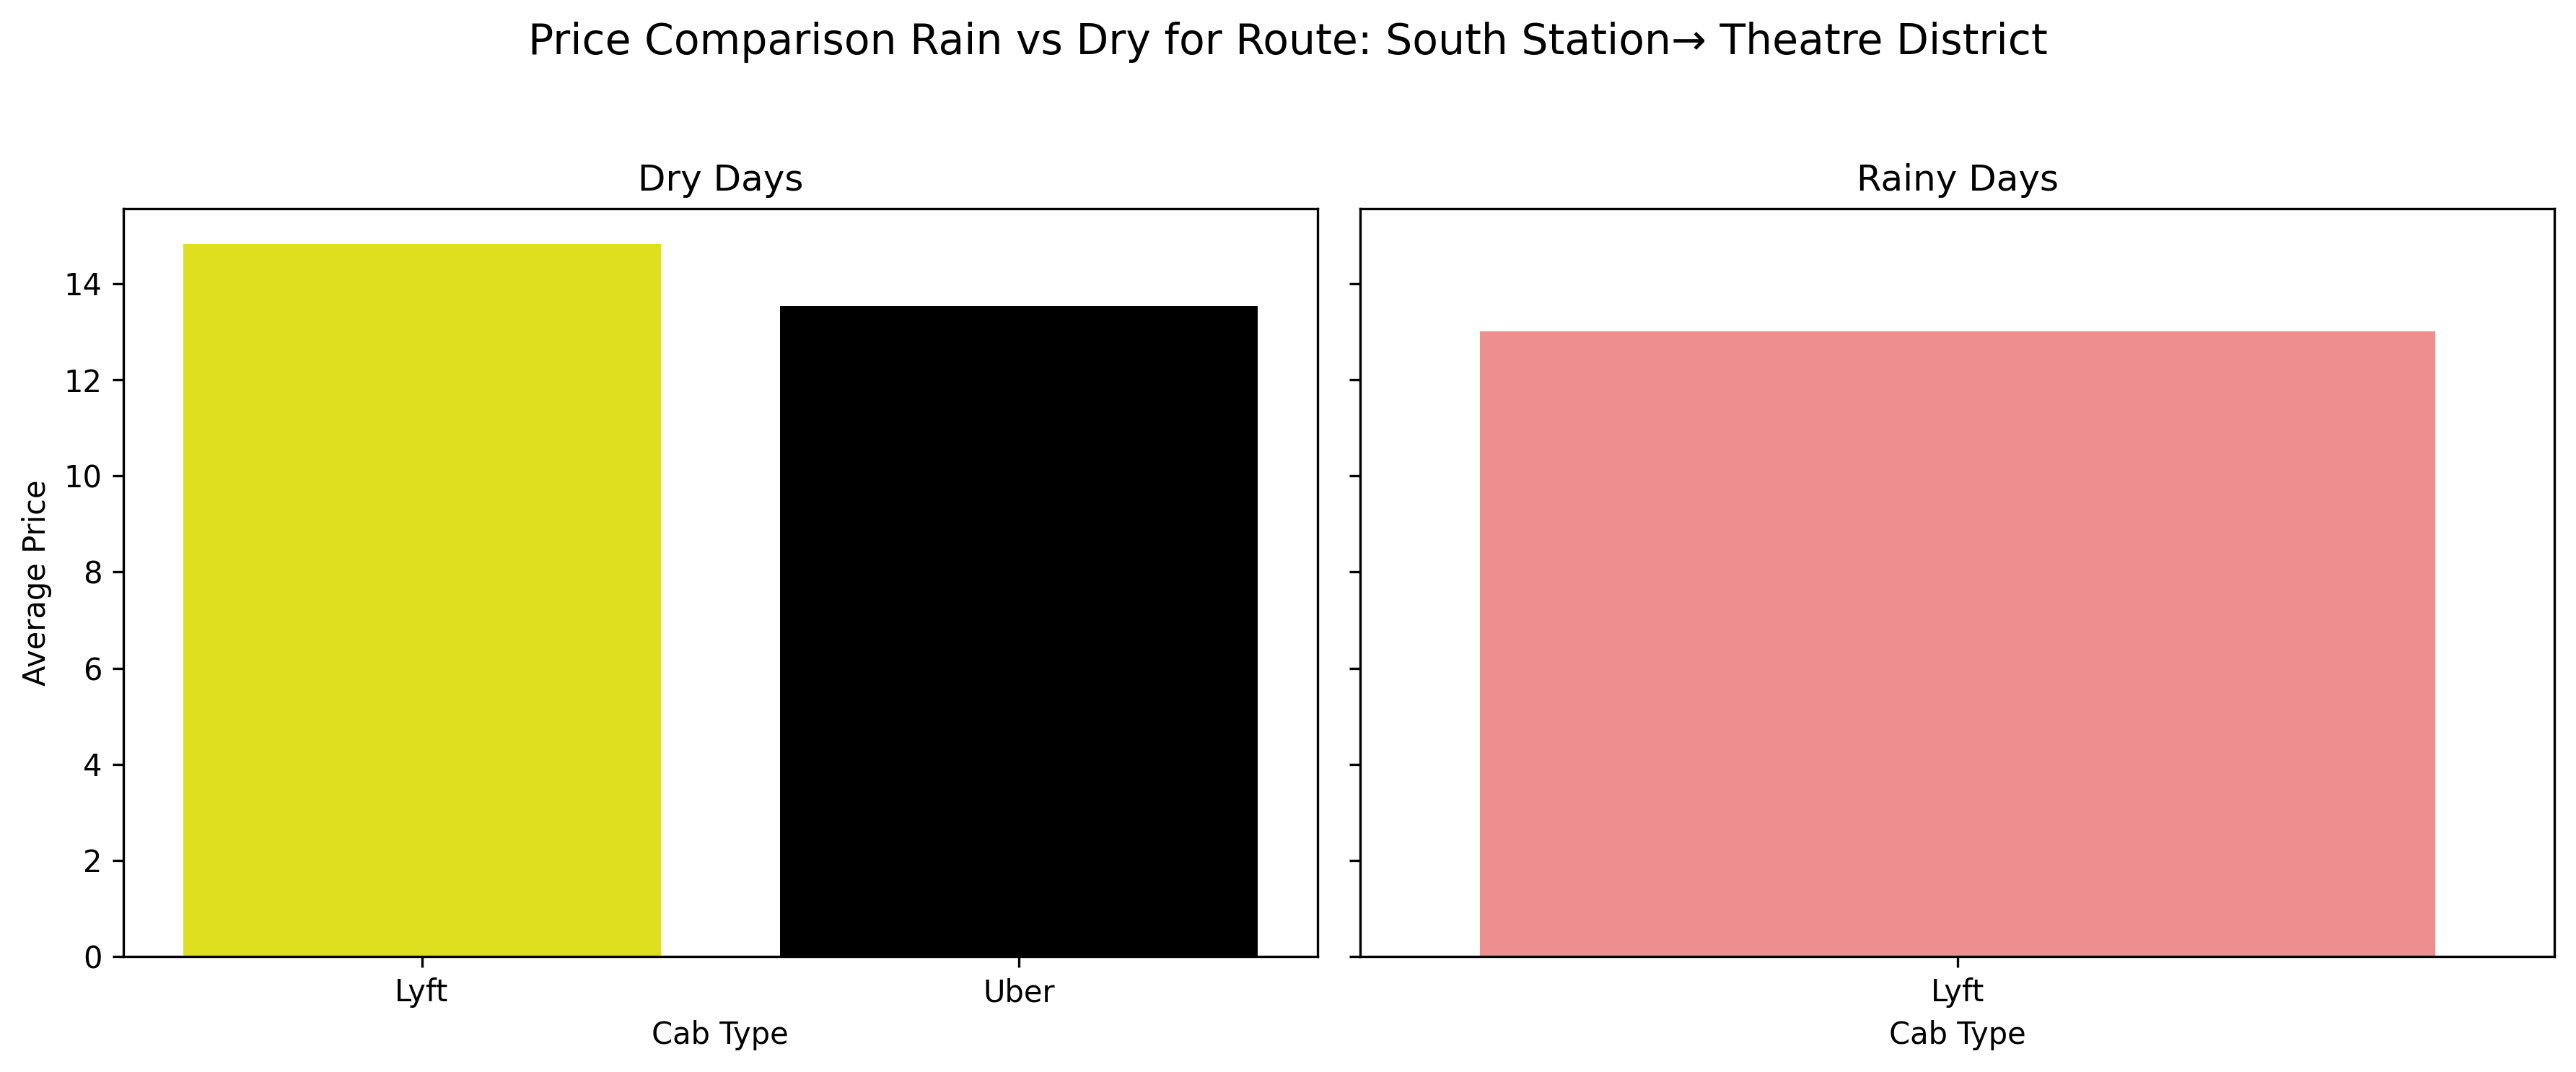 Price Comparison Rain vs Dry for Route: South Station→ Theatre District
Dry Days
Average Price
14
12
10
8
6
4
2
0
Lyft
Uber
Cab Type
Rainy Days
Lyft
Cab Type